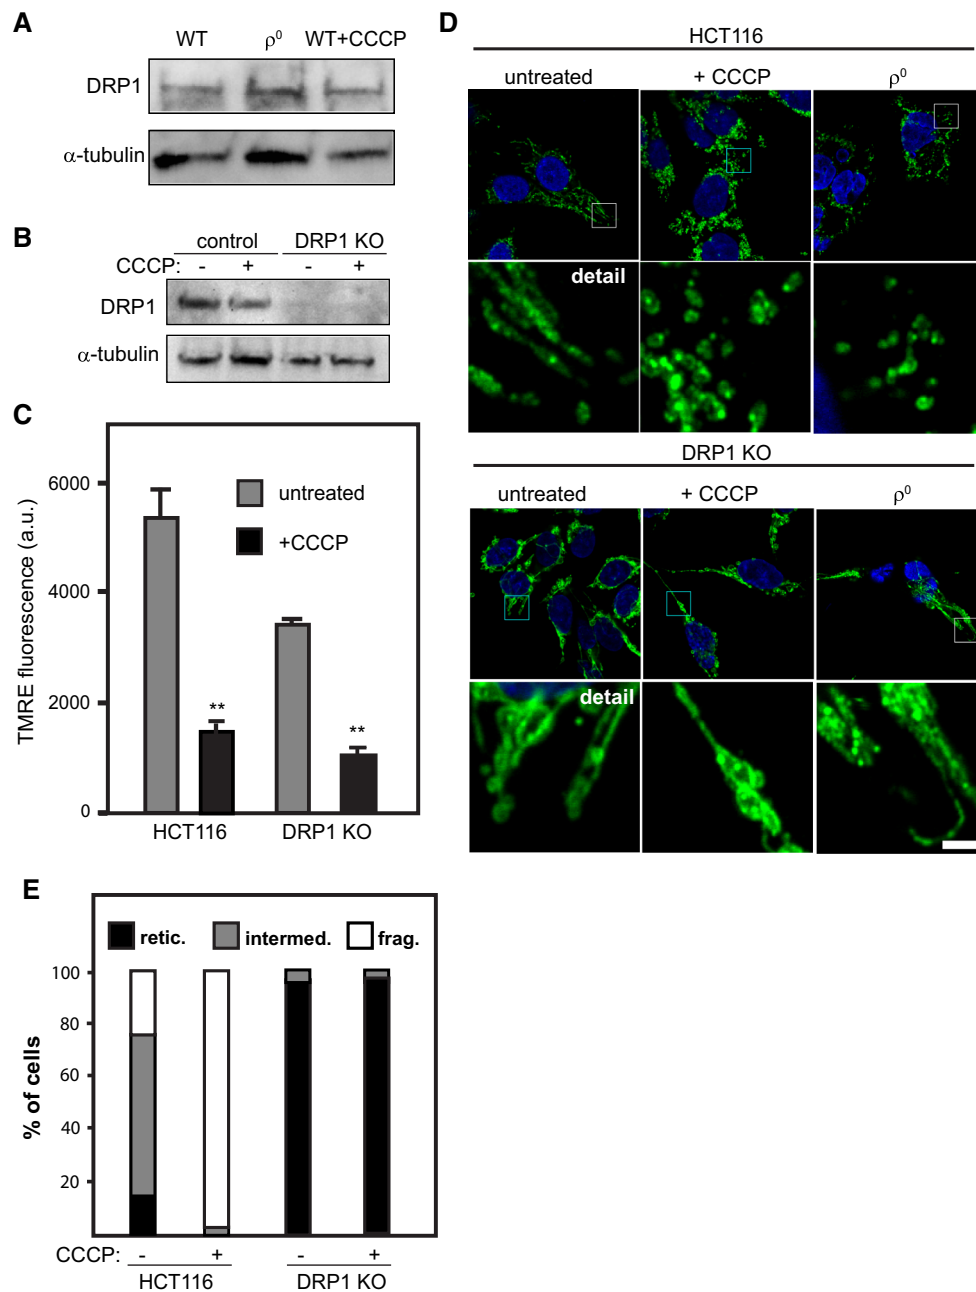 A
WT ρ⁰ WT+CCCP
DRP1
α-tubulin
B
control DRP1 KO
CCCP: - + - +
DRP1
α-tubulin
C
TMRE fluorescence (a.u.)
6000
4000
2000
0
untreated
+CCCP
**
**
HCT116 DRP1 KO
D
HCT116
untreated + CCCP ρ⁰
detail
DRP1 KO
untreated + CCCP ρ⁰
detail
E
retic. intermed. frag.
% of cells
100
80
60
40
20
CCCP: - + - +
HCT116 DRP1 KO